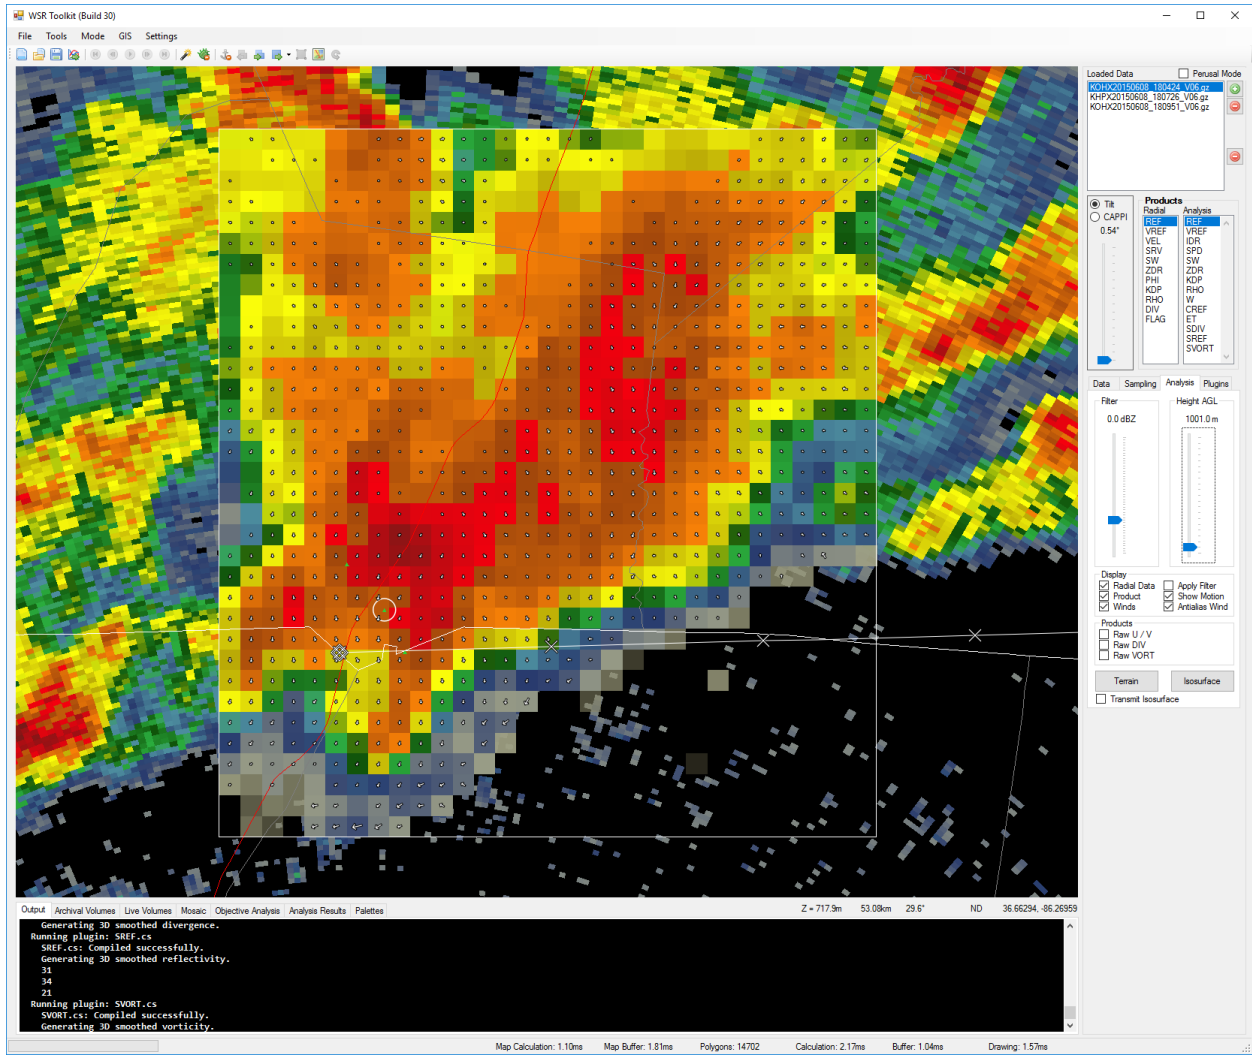 WSR Toolkit (Build 30)
File Tools Mode GIS Settings
Loaded Data Perusal Mode
KOHX20150608_180424_V06.gz
KHPX20150608_180726_V06.gz
KOHX20150608_180951_V06.gz
Tilt
CAPPI
0.54°
Products
Radial Analysis
REF REF
VREF VREF
VEL IDR
SRV SPD
SW SW
ZDR ZDR
PHI KDP
KDP RHO
RHO W
DIV CREF
FLAG ET
SDIV
SREF
SVORT
Data Sampling Analysis Plugins
Filter Height AGL
0.0 dBZ 1001.0 m
Display
Radial Data Apply Filter
Product Show Motion
Winds Antialias Wind
Products
Raw U / V
Raw DIV
Raw VORT
Terrain Isosurface
Transmit Isosurface
Output Archival Volumes Live Volumes Mosaic Objective Analysis Analysis Results Palettes Z = 717.9m 53.08km 29.6° ND 36.66294, -86.26959
Generating 3D smoothed divergence.
Running plugin: SREF.cs
SREF.cs: Compiled successfully.
Generating 3D smoothed reflectivity.
31
34
21
Running plugin: SVORT.cs
SVORT.cs: Compiled successfully.
Generating 3D smoothed vorticity.
Map Calculation: 1.10ms Map Buffer: 1.81ms Polygons: 14702 Calculation: 2.17ms Buffer: 1.04ms Drawing: 1.57ms